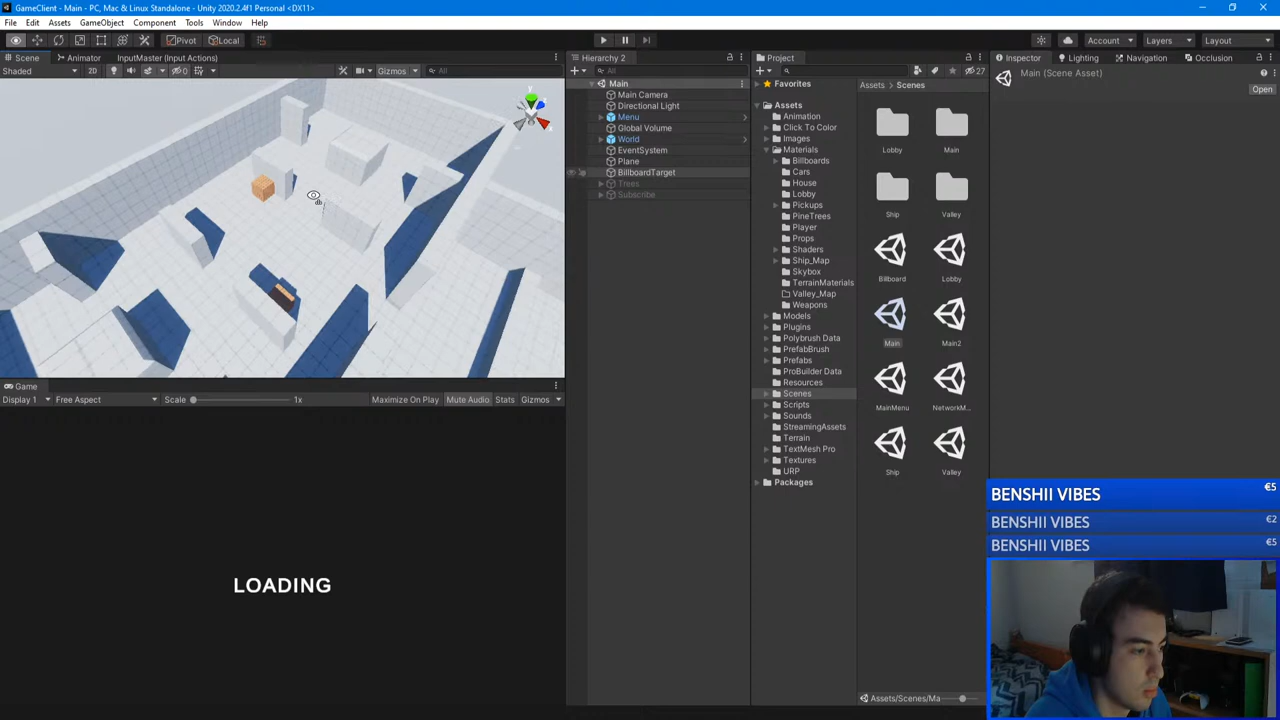 GameClient - Main - PC, Mac & Linux Standalone - Unity 2020.2.4f1 Personal <DX11>
File Edit Assets GameObject Component Tools Window Help
Pivot Local Account Layers Layout
Scene Animator InputMaster (Input Actions)
Shaded 2D 0 Gizmos All
y
Game
Display 1 Free Aspect Scale 1x Maximize On Play Mute Audio Stats Gizmos
LOADING
Hierarchy 2
All
Main
Main Camera
Directional Light
Menu
Global Volume
World
EventSystem
Plane
BillboardTarget
Trees
Subscribe
Project
27
Favorites
Assets
Animation
Click To Color
Images
Materials
Billboards
Cars
House
Lobby
Pickups
PineTrees
Player
Props
Shaders
Ship_Map
Skybox
TerrainMaterials
Valley_Map
Weapons
Models
Plugins
Polybrush Data
PrefabBrush
Prefabs
ProBuilder Data
Resources
Scenes
Scripts
Sounds
StreamingAssets
Terrain
TextMesh Pro
Textures
URP
Packages
Assets Scenes
Lobby Main
Ship Valley
Billboard Lobby
Main Main2
MainMenu NetworkM...
Ship Valley
Assets/Scenes/Ma
Inspector Lighting Navigation Occlusion
Main (Scene Asset)
Open
BENSHII VIBES €5
BENSHII VIBES €2
BENSHII VIBES €5